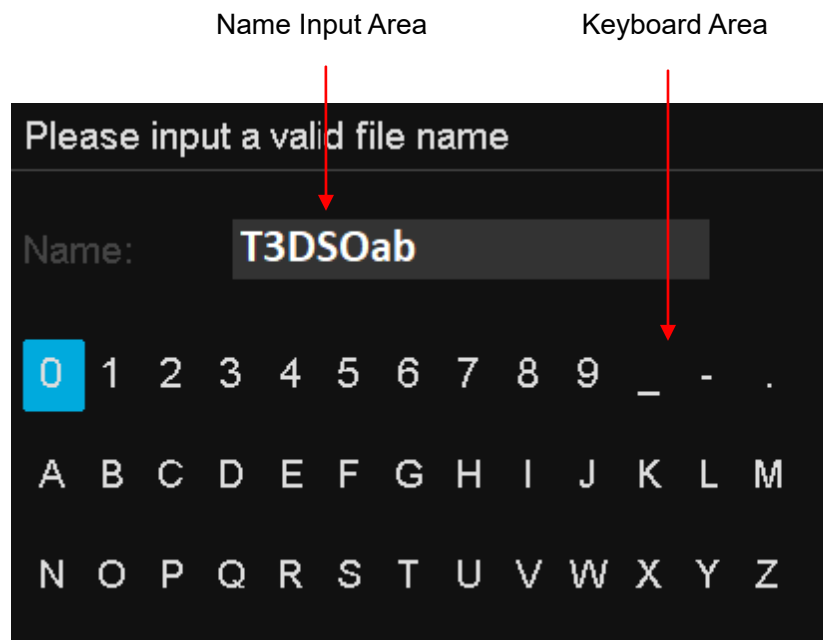 Name Input Area Keyboard Area
Please input a valid file name
Name: T3DSOab
0 1 2 3 4 5 6 7 8 9 _ - .
A B C D E F G H I J K L M
N O P Q R S T U V W X Y Z